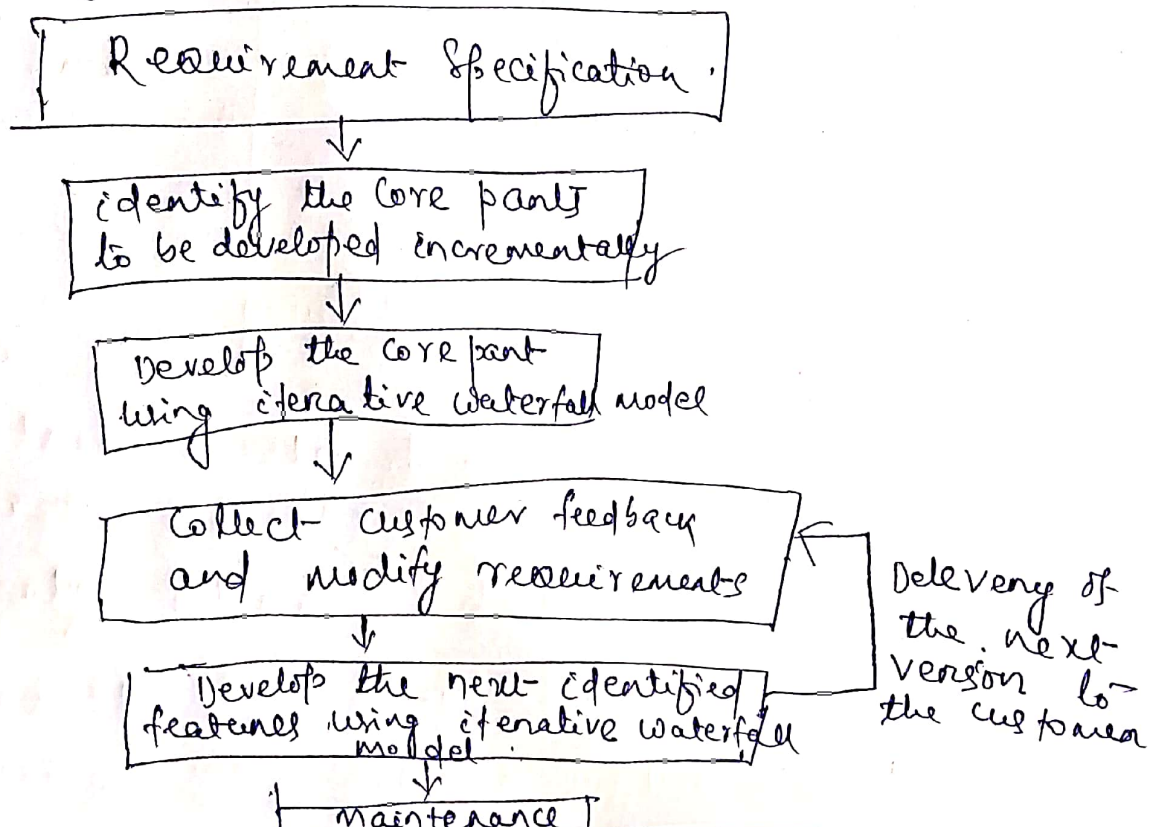 Requirement Specification.
identify the core parts
to be developed incrementally
Develop the core part
using iterative waterfall model
Collect customer feedback
and modify requirements
Develop the next identified
features using iterative waterfall
model.
Maintenance
Delevery of
the next
version to
the customer